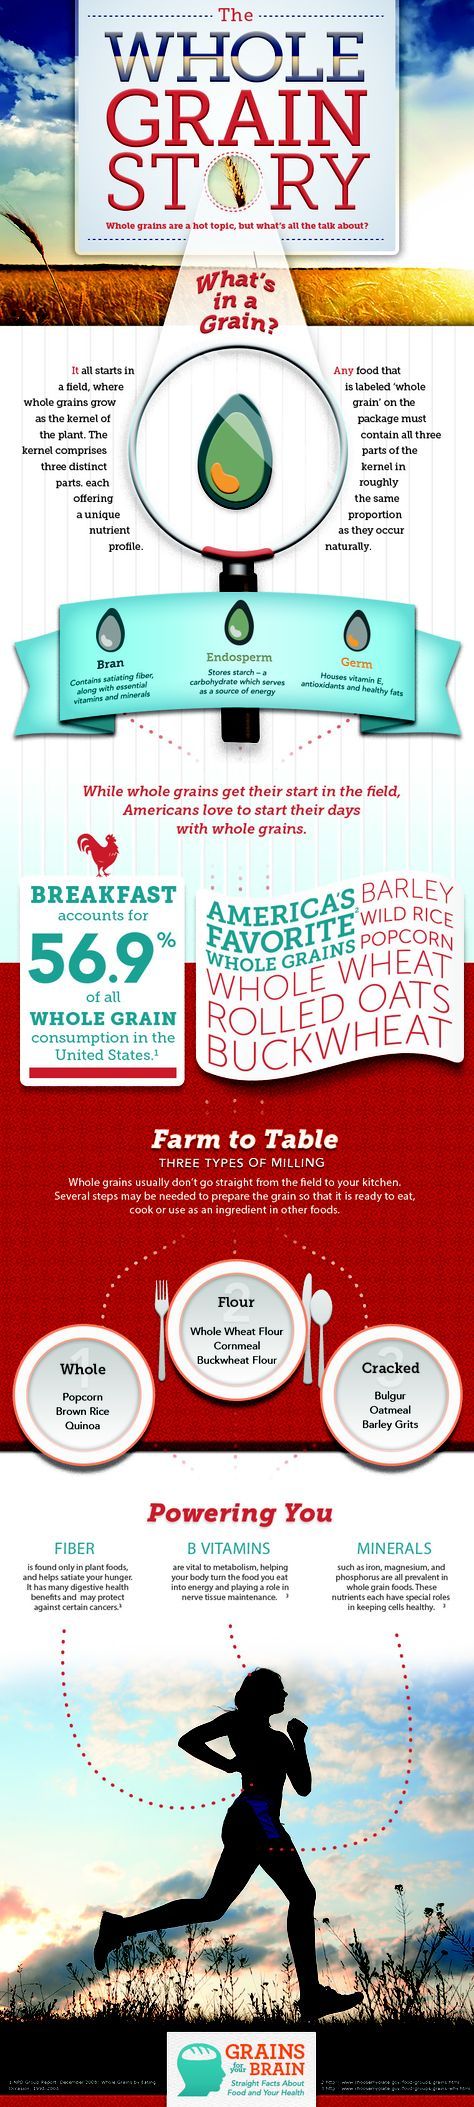 The
WHOLE
GRAIN
STORY
Whole grains are a hot topic, but what's all the talk about?
What's
in a
Grain?
It all starts in
a field, where
whole grains grow
as the kernel of
the plant. The
kernel comprises
three distinct
parts. each
offering
a unique
nutrient
profile.
Any food that
is labeled 'whole
grain' on the
package must
contain all three
parts of the
kernel in
roughly
the same
proportion
as they occur
naturally.
Bran
Contains satiating fiber,
along with essential
vitamins and minerals
Endosperm
Stores starch – a
carbohydrate which serves
as a source of energy
Germ
Houses vitamin E,
antioxidants and healthy fats
While whole grains get their start in the field,
Americans love to start their days
with whole grains.
BREAKFAST
accounts for
56.9%
of all
WHOLE GRAIN
consumption in the
United States.1
AMERICA'S
FAVORITE2
WHOLE GRAINS
BARLEY
WILD RICE
POPCORN
WHOLE WHEAT
ROLLED OATS
BUCKWHEAT
Farm to Table
THREE TYPES OF MILLING
Whole grains usually don't go straight from the field to your kitchen.
Several steps may be needed to prepare the grain so that it is ready to eat,
cook or use as an ingredient in other foods.
1
Whole
Popcorn
Brown Rice
Quinoa
2
Flour
Whole Wheat Flour
Cornmeal
Buckwheat Flour
3
Cracked
Bulgur
Oatmeal
Barley Grits
Powering You
FIBER
is found only in plant foods,
and helps satiate your hunger.
It has many digestive health
benefits and may protect
against certain cancers.3
B VITAMINS
are vital to metabolism, helping
your body turn the food you eat
into energy and playing a role in
nerve tissue maintenance. 3
MINERALS
such as iron, magnesium, and
phosphorus are all prevalent in
whole grain foods. These
nutrients each have special roles
in keeping cells healthy. 3
GRAINS
for your BRAIN
Straight Facts About
Food and Your Health
1 NPD Group Report. December 2008: Whole Grains by Eating